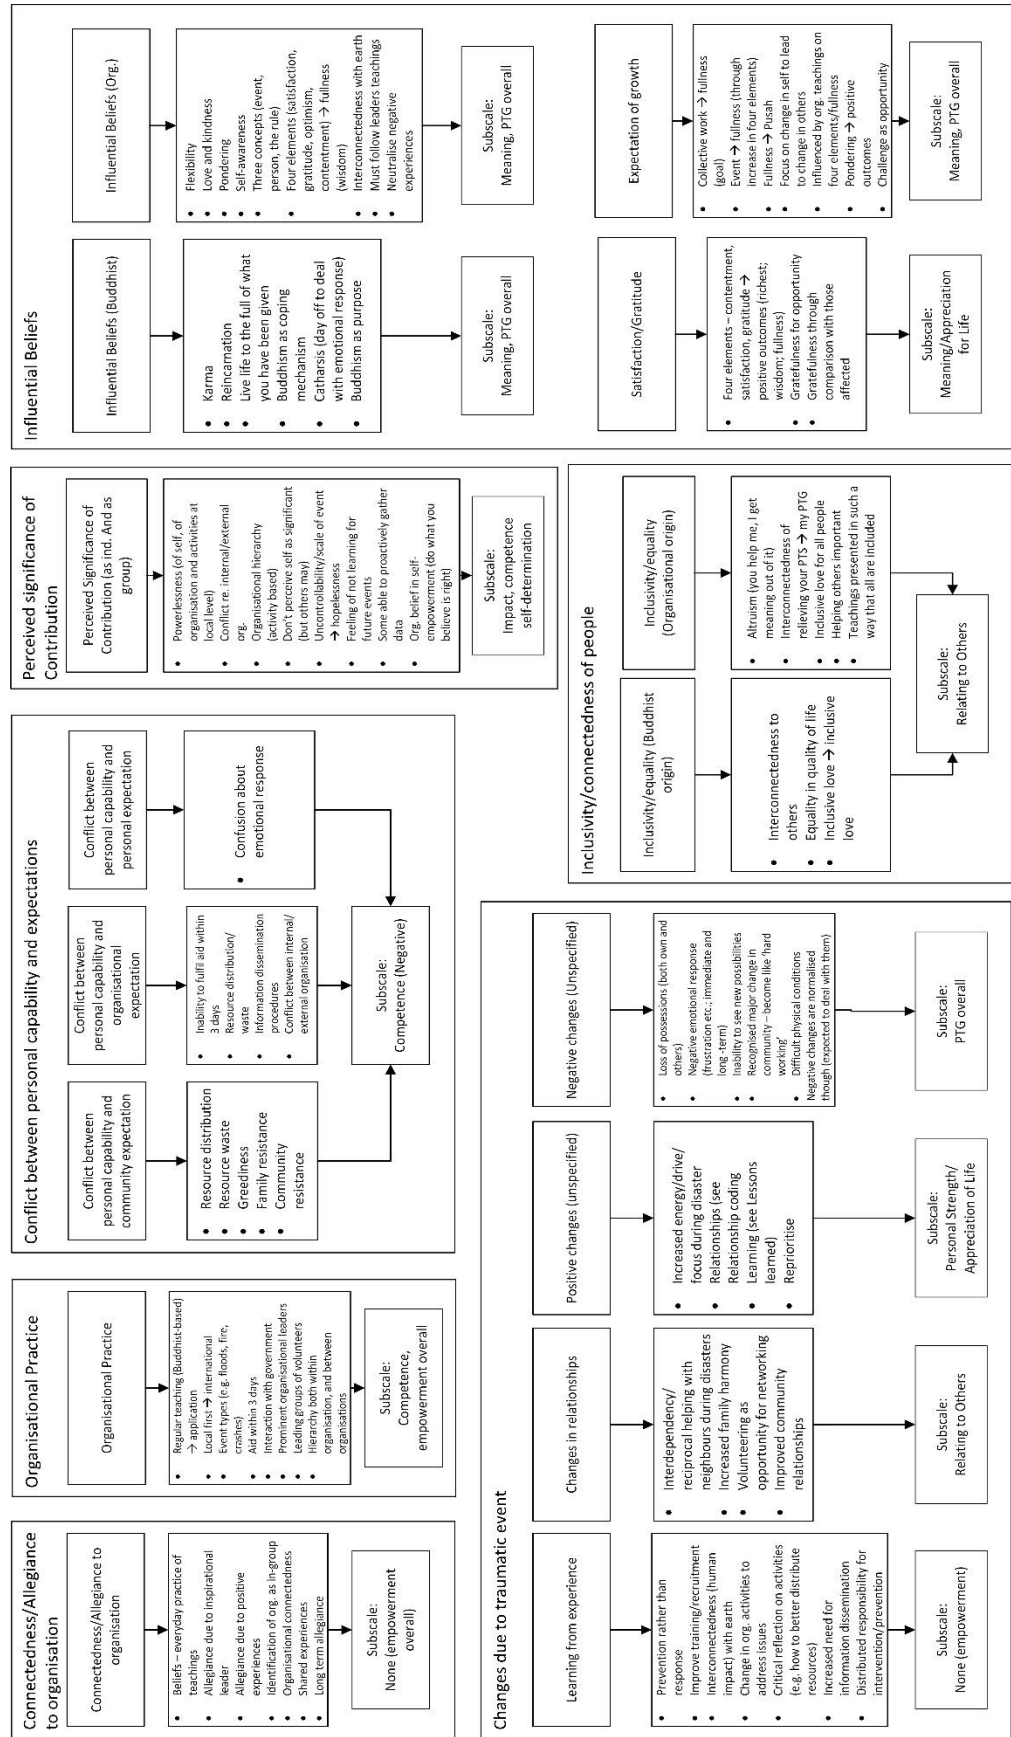 Connectedness/Allegiance
to organisation
Connectedness/Allegiance to
organisation
• Beliefs – everyday practice of
teachings
• Allegiance due to inspirational
leader
• Allegiance due to positive
experiences
• Identification of org. as in-group
• Organisational connectedness
• Shared experiences
• Long term allegiance
Subscale:
None (empowerment
overall)
Organisational Practice
Organisational Practice
• Regular teaching (Buddhist-based)
→ application
• Local first → international
• Event types (e.g. floods, fire,
crashes)
• Aid within 3 days
• Interaction with government
• Prominent organisational leaders
• Leading groups of volunteers
• Hierarchy both within
organisation, and between
organisations
Subscale:
Competence,
empowerment overall
Conflict between personal capability and expectations
Conflict between
personal capability and
community expectation
• Resource distribution
• Resource waste
• Greediness
• Family resistance
• Community
resistance
Conflict between
personal capability and
organisational
expectation
• Inability to fulfil aid within
3 days
• Resource distribution/
waste
• Information dissemination
procedures
• Conflict between internal/
external organisation
Conflict between
personal capability and
personal expectation
• Confusion about
emotional response
Subscale:
Competence (Negative)
Perceived significance of
Contribution
Perceived Significance of
Contribution (as ind. And as
group)
• Powerlessness (of self, of
organisation and activities at
local level)
• Conflict re. internal/external
org.
• Organisational hierarchy
(activity based)
• Don't perceive self as significant
(but others may)
• Uncontrollability/scale of event
→ hopelessness
• Feeling of not learning for
future events
• Some able to proactively gather
data
• Org. belief in self-
empowerment (do what you
believe is right)
Subscale:
Impact, competence
self-determination
Influential Beliefs
Influential Beliefs (Buddhist)
• Karma
• Reincarnation
• Live life to the full of what
you have been given
• Buddhism as coping
mechanism
• Catharsis (day off to deal
with emotional response)
• Buddhism as purpose
Subscale:
Meaning, PTG overall
Influential Beliefs (Org.)
• Flexibility
• Love and kindness
• Pondering
• Self-awareness
• Three concepts (event,
person, the rule)
• Four elements (satisfaction,
gratitude, optimism,
contentment) → fullness
(wisdom)
• Interconnectedness with earth
• Must follow leaders teachings
• Neutralise negative
experiences
Subscale:
Meaning, PTG overall
Satisfaction/Gratitude
• Four elements – contentment,
satisfaction, gratitude →
positive outcomes (richest;
wisdom; fullness)
• Gratefulness for opportunity
• Gratefulness through
comparison with those
affected
Subscale:
Meaning/Appreciation
for Life
Expectation of growth
• Collective work → fullness
(goal)
• Event → fullness (through
increase in four elements)
• Fullness → Pusah
• Focus on change in self to lead
to change in others
• Influenced by org. teachings on
four elements/fullness
• Pondering → positive
outcomes
• Challenge as opportunity
Subscale:
Meaning, PTG overall
Changes due to traumatic event
Learning from experience
• Prevention rather than
response
• Improve training/recruitment
• Interconnectedness (human
impact) with earth
• Change in org. activities to
address issues
• Critical reflection on activities
(e.g. how to better distribute
resources)
• Increased need for
information dissemination
• Distributed responsibility for
intervention/prevention
Subscale:
None (empowerment)
Changes in relationships
• Interdependency/
reciprocal helping with
neighbours during disasters
• Increased family harmony
• Volunteering as
opportunity for networking
• Improved community
relationships
Subscale:
Relating to Others
Positive changes (unspecified)
• Increased energy/drive/
focus during disaster
• Relationships (see
Relationship coding
• Learning (see Lessons
learned)
• Reprioritise
Subscale:
Personal Strength/
Appreciation of Life
Negative changes (Unspecified)
• Loss of possessions (both own and
others)
• Negative emotional response
(frustration etc.; immediate and
long -term)
• Inability to see new possibilities
• Recognised major change in
community – become like 'hard
working'
• Difficult physical conditions
Negative changes are normalised
though (expected to deal with them)
Subscale:
PTG overall
Inclusivity/connectedness of people
Inclusivity/equality (Buddhist
origin)
• Interconnectedness to
others
• Equality in quality of life
• Inclusive love → inclusive
love
Inclusivity/equality
(Organisational origin)
• Altruism (you help me, I get
meaning out of it)
• Interconnectedness of
relieving your PTS → my PTG
• Inclusive love for all people
• Helping others important
• Teachings presented in such a
way that all are included
Subscale:
Relating to Others